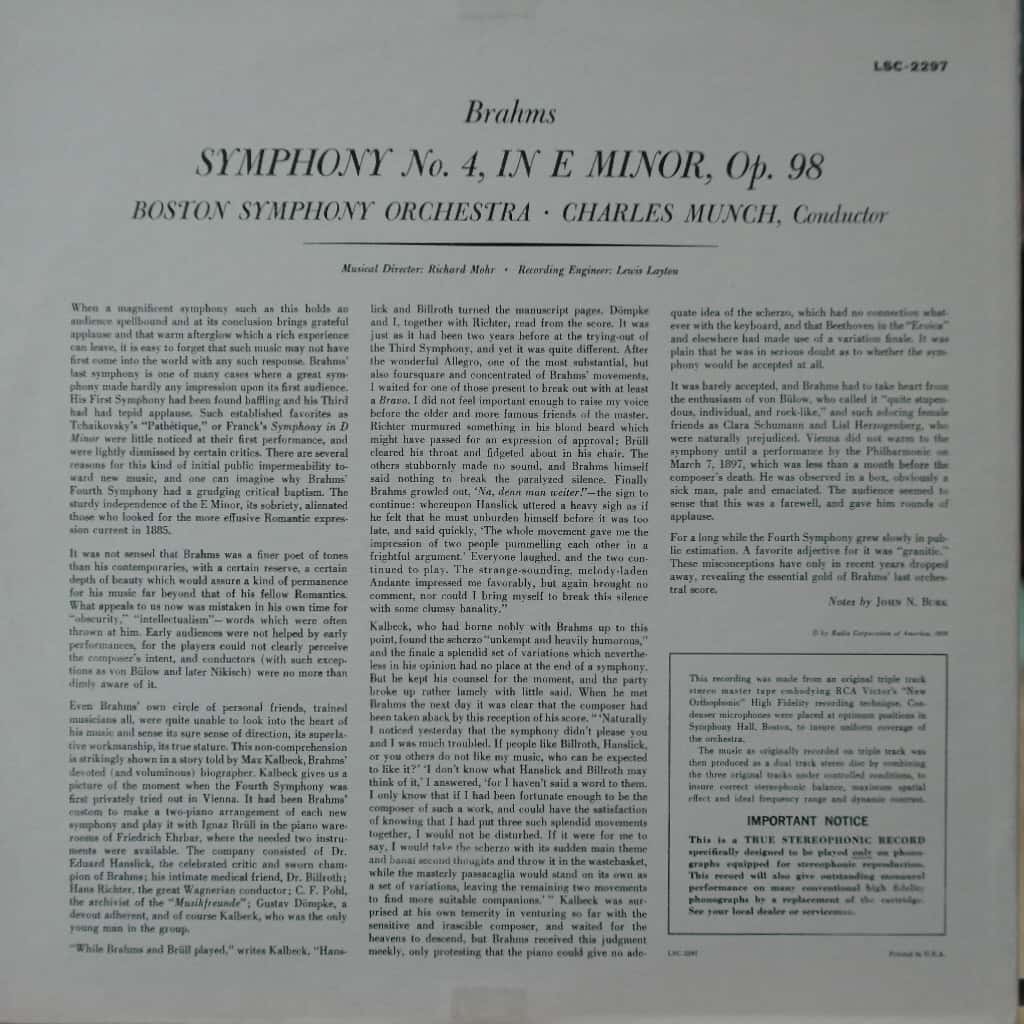 LSC-2297
Brahms
SYMPHONY No. 4, IN E MINOR, Op. 98
BOSTON SYMPHONY ORCHESTRA · CHARLES MUNCH, Conductor
Musical Director: Richard Mohr • Recording Engineer: Lewis Layton
When a magnificent symphony such as this holds an
audience spellbound and at its conclusion brings grateful
applause and that warm afterglow which a rich experience
can leave, it is easy to forget that such music may not have
first come into the world with any such response. Brahms'
last symphony is one of many cases where a great sym-
phony made hardly any impression upon its first audience.
His First Symphony had been found baffling and his Third
had had tepid applause. Such established favorites as
Tchaikovsky's "Pathétique," or Franck's Symphony in D
Minor were little noticed at their first performance, and
were lightly dismissed by certain critics. There are several
reasons for this kind of initial public impermeability to-
ward new music, and one can imagine why Brahms'
Fourth Symphony had a grudging critical baptism. The
sturdy independence of the E Minor, its sobriety, alienated
those who looked for the more effusive Romantic expres-
sion current in 1885.
It was not sensed that Brahms was a finer poet of tones
than his contemporaries, with a certain reserve, a certain
depth of beauty which would assure a kind of permanence
for his music far beyond that of his fellow Romantics.
What appeals to us now was mistaken in his own time for
"obscurity," "intellectualism"—words which were often
thrown at him. Early audiences were not helped by early
performances, for the players could not clearly perceive
the composer's intent, and conductors (with such excep-
tions as von Bülow and later Nikisch) were no more than
dimly aware of it.
Even Brahms' own circle of personal friends, trained
musicians all, were quite unable to look into the heart of
his music and sense its sure sense of direction, its superla-
tive workmanship, its true stature. This non-comprehension
is strikingly shown in a story told by Max Kalbeck, Brahms'
devoted (and voluminous) biographer. Kalbeck gives us a
picture of the moment when the Fourth Symphony was
first privately tried out in Vienna. It had been Brahms'
custom to make a two-piano arrangement of each new
symphony and play it with Ignaz Brüll in the piano ware-
rooms of Friedrich Ehrbar, where the needed two instru-
ments were available. The company consisted of Dr.
Eduard Hanslick, the celebrated critic and sworn cham-
pion of Brahms; his intimate medical friend, Dr. Billroth;
Hans Richter, the great Wagnerian conductor; C. F. Pohl,
the archivist of the "Musikfreunde"; Gustav Dömpke, a
devout adherent, and of course Kalbeck, who was the only
young man in the group.
"While Brahms and Brüll played," writes Kalbeck, "Hans-
lick and Billroth turned the manuscript pages. Dömpke
and I, together with Richter, read from the score. It was
just as it had been two years before at the trying-out of
the Third Symphony, and yet it was quite different. After
the wonderful Allegro, one of the most substantial, but
also foursquare and concentrated of Brahms' movements,
I waited for one of those present to break out with at least
a Bravo. I did not feel important enough to raise my voice
before the older and more famous friends of the master.
Richter murmured something in his blond beard which
might have passed for an expression of approval; Brüll
cleared his throat and fidgeted about in his chair. The
others stubbornly made no sound, and Brahms himself
said nothing to break the paralyzed silence. Finally
Brahms growled out, 'Na, denn man weiter!'—the sign to
continue: whereupon Hanslick uttered a heavy sigh as if
he felt that he must unburden himself before it was too
late, and said quickly, 'The whole movement gave me the
impression of two people pummelling each other in a
frightful argument.' Everyone laughed, and the two con-
tinued to play. The strange-sounding, melody-laden
Andante impressed me favorably, but again brought no
comment, nor could I bring myself to break this silence
with some clumsy banality."
Kalbeck, who had borne nobly with Brahms up to this
point, found the scherzo "unkempt and heavily humorous,"
and the finale a splendid set of variations which neverthe-
less in his opinion had no place at the end of a symphony.
But he kept his counsel for the moment, and the party
broke up rather lamely with little said. When he met
Brahms the next day it was clear that the composer had
been taken aback by this reception of his score. "'Naturally
I noticed yesterday that the symphony didn't please you
and I was much troubled. If people like Billroth, Hanslick,
or you others do not like my music, who can be expected
to like it?' 'I don't know what Hanslick and Billroth may
think of it,' I answered, 'for I haven't said a word to them.
I only know that if I had been fortunate enough to be the
composer of such a work, and could have the satisfaction
of knowing that I had put three such splendid movements
together, I would not be disturbed. If it were for me to
say, I would take the scherzo with its sudden main theme
and banal second thoughts and throw it in the wastebasket,
while the masterly passacaglia would stand on its own as
a set of variations, leaving the remaining two movements
to find more suitable companions.'" Kalbeck was sur-
prised at his own temerity in venturing so far with the
sensitive and irascible composer, and waited for the
heavens to descend, but Brahms received this judgment
meekly, only protesting that the piano could give no ade-
quate idea of the scherzo, which had no connection what-
ever with the keyboard, and that Beethoven in the "Eroica"
and elsewhere had made use of a variation finale. It was
plain that he was in serious doubt as to whether the sym-
phony would be accepted at all.
It was barely accepted, and Brahms had to take heart from
the enthusiasm of von Bülow, who called it "quite stupen-
dous, individual, and rock-like," and such adoring female
friends as Clara Schumann and Lisl Herzogenberg, who
were naturally prejudiced. Vienna did not warm to the
symphony until a performance by the Philharmonic on
March 7, 1897, which was less than a month before the
composer's death. He was observed in a box, obviously a
sick man, pale and emaciated. The audience seemed to
sense that this was a farewell, and gave him rounds of
applause.
For a long while the Fourth Symphony grew slowly in pub-
lic estimation. A favorite adjective for it was "granitic."
These misconceptions have only in recent years dropped
away, revealing the essential gold of Brahms' last orches-
tral score.
Notes by JOHN N. BURK
© by Radio Corporation of America,
This recording was made from an original triple track
stereo master tape embodying RCA Victor's "New
Orthophonic" High Fidelity recording technique. Con-
denser microphones were placed at optimum positions in
Symphony Hall, Boston, to insure uniform coverage of
the orchestra.
The music as originally recorded on triple track was
then produced as a dual track stereo disc by combining
the three original tracks under controlled conditions, to
insure correct stereophonic balance, maximum spatial
effect and ideal frequency range and dynamic contrast.
IMPORTANT NOTICE
This is a TRUE STEREOPHONIC RECORD
specifically designed to be played only on phono-
graphs equipped for stereophonic reproduction.
This record will also give outstanding monaural
performance on many conventional high fidelity
phonographs by a replacement of the cartridge.
See your local dealer or serviceman.
LSC-2297
Printed in U.S.A.